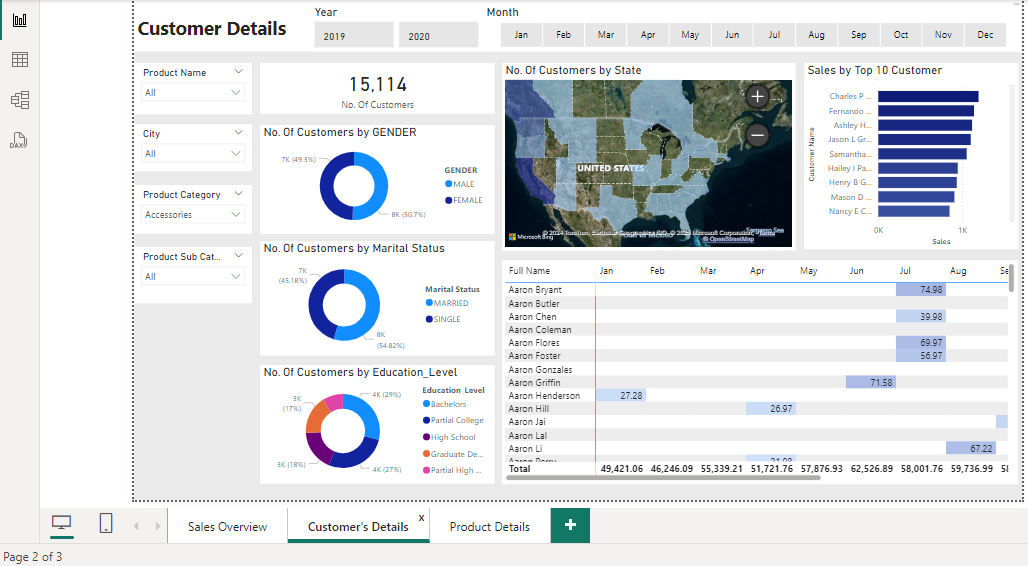 Customer Details
Year
2019
2020
Month
Jan
Feb
Mar
Apr
May
Jun
Jul
Aug
Sep
Oct
Nov
Dec
Product Name
All
City
All
Product Category
Accessories
Product Sub Cat...
All
15,114
No. Of Customers
No. Of Customers by GENDER
7K (49.3%)
8K (50.7%)
GENDER
MALE
FEMALE
No. Of Customers by Marital Status
7K
(45.18%)
8K
(54.82%)
Marital Status
MARRIED
SINGLE
No. Of Customers by Education_Level
3K
(17%)
4K (29%)
3K (18%)
4K (27%)
Education_Level
Bachelors
Partial College
High School
Graduate De...
Partial High ...
No. Of Customers by State
UNITED STATES
Microsoft Bing
© 2024 TomTom, Earthstar Geographics SIO, © 2025 Microsoft Corporation, Terms
© OpenStreetMap
Sargasso Sea
Sales by Top 10 Customer
Customer Name
Charles P ...
Fernando ...
Ashley H...
Jason L Gr...
Samantha...
Hailey I Pa...
Henry B G...
Mason D ...
Nancy E C...
0K 1K
Sales
Full Name Jan Feb Mar Apr May Jun Jul Aug Se
Aaron Bryant 74.98
Aaron Butler
Aaron Chen 39.98
Aaron Coleman
Aaron Flores 69.97
Aaron Foster 56.97
Aaron Gonzales
Aaron Griffin 71.58
Aaron Henderson 27.28
Aaron Hill 26.97
Aaron Jai
Aaron Lal
Aaron Li 67.22
Aaron Perry 21.98
Total 49,421.06 46,246.09 55,339.21 51,721.76 57,876.93 62,526.89 58,001.76 59,736.99 58
DAX
Sales Overview
Customer's Details
x
Product Details
Page 2 of 3